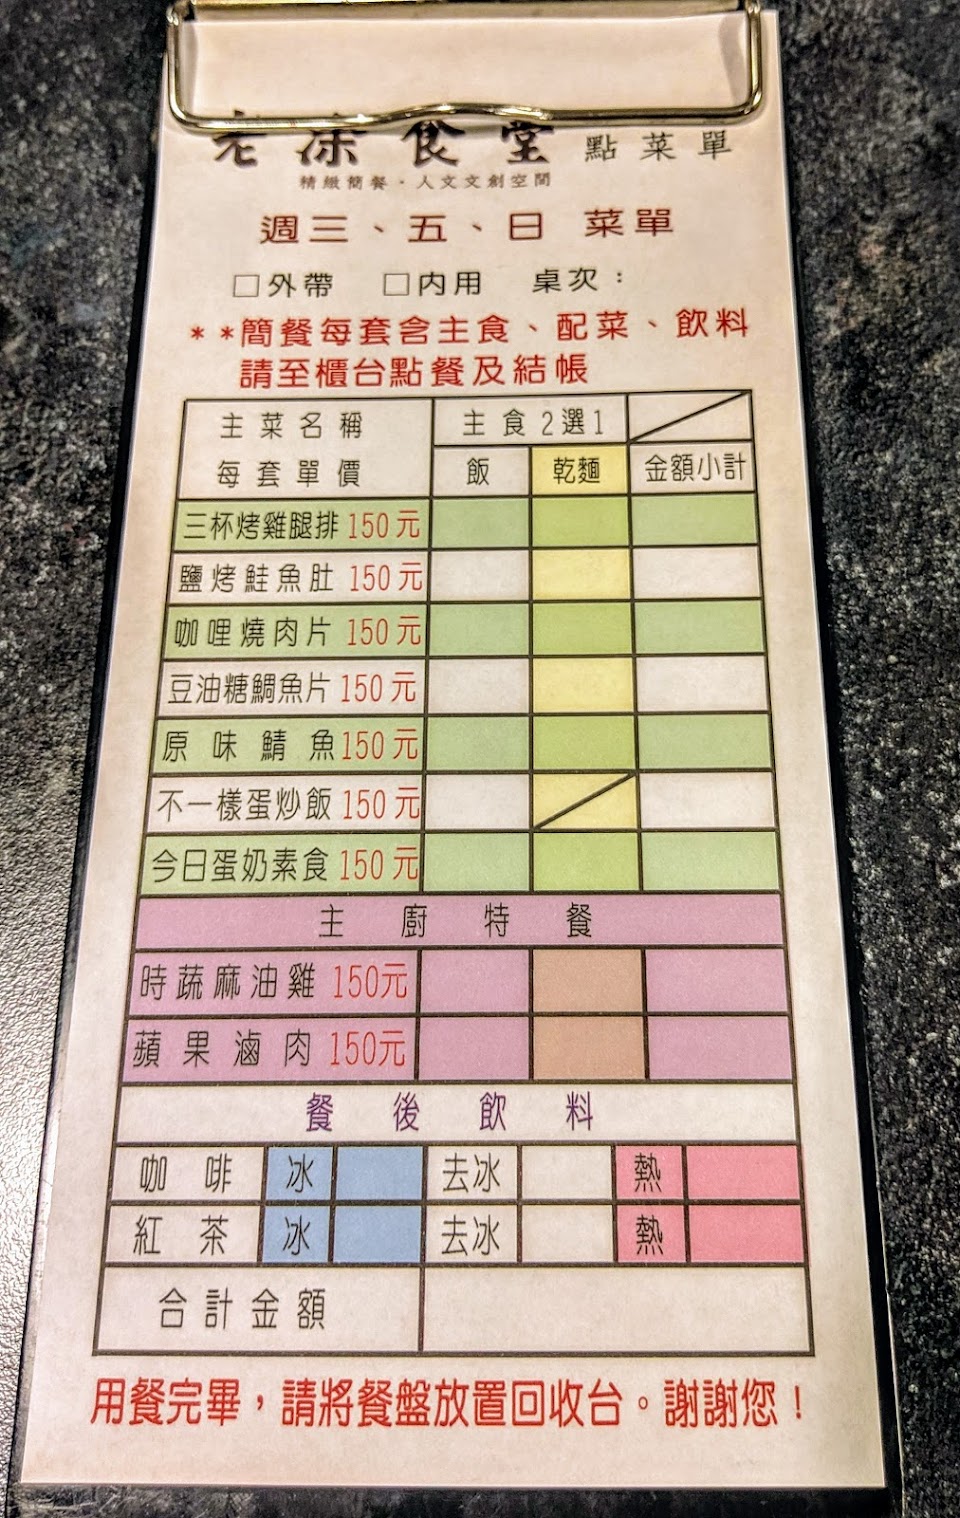 老涂食堂 點菜單
精緻簡餐·人文文創空間
週三、五、日 菜單
□外帶 □內用 桌次：
**簡餐每套含主食、配菜、飲料
請至櫃台點餐及結帳
主菜名稱 主食2選1
每套單價 飯 乾麵 金額小計
三杯烤雞腿排 150元
鹽烤鮭魚肚 150元
咖哩燒肉片 150元
豆油糖鯛魚片 150元
原味鯖魚 150元
不一樣蛋炒飯 150元
今日蛋奶素食 150元
主廚特餐
時蔬麻油雞 150元
蘋果滷肉 150元
餐後飲料
咖啡 冰 去冰 熱
紅茶 冰 去冰 熱
合計金額
用餐完畢，請將餐盤放置回收台。謝謝您！